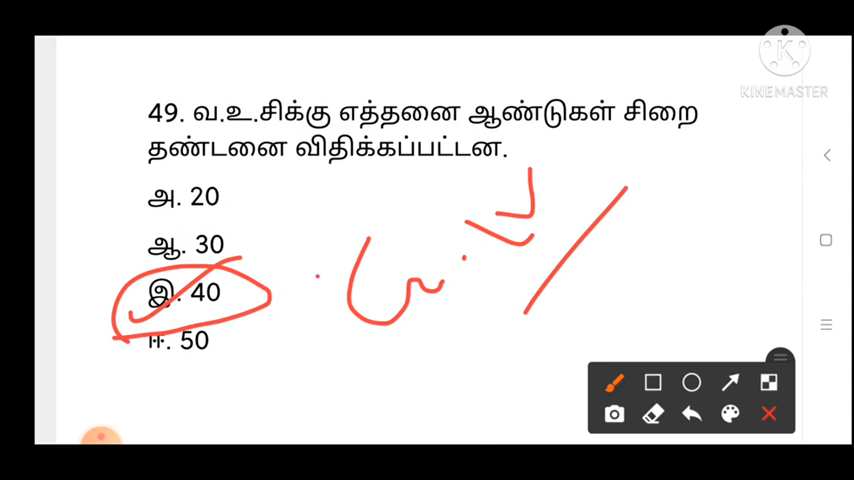 KINEMASTER
49. வ.உ.சிக்கு எத்தனை ஆண்டுகள் சிறை
தண்டனை விதிக்கப்பட்டன.
அ. 20
ஆ. 30
இ. 40
ஈ. 50